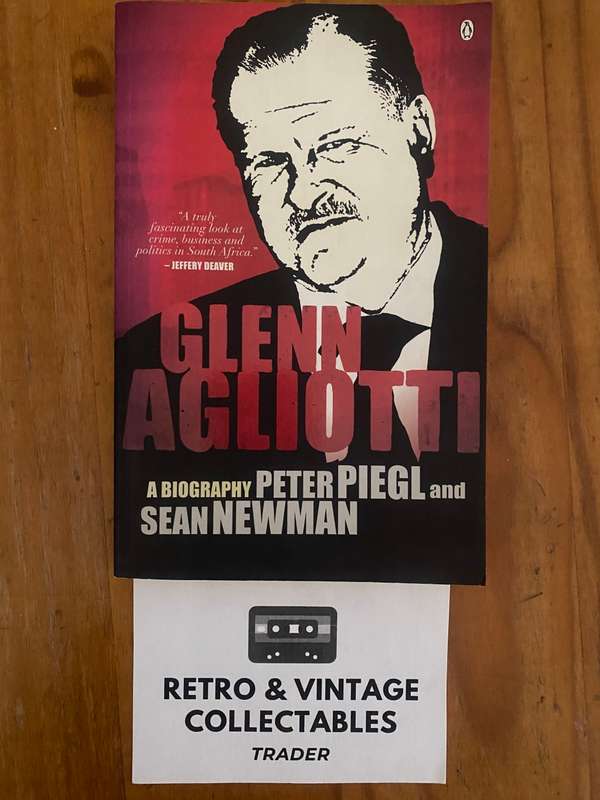 "A truly
fascinating look at
crime, business and
politics in South Africa."
– JEFFERY DEAVER
GLENN
AGLIOTTI
A BIOGRAPHY PETER PIEGL and
SEAN NEWMAN
RETRO & VINTAGE
COLLECTABLES
TRADER